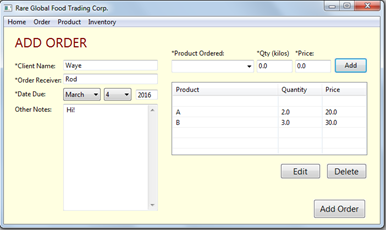 Rare Global Food Trading Corp.
Home Order Product Inventory
ADD ORDER
*Client Name: Waye
*Order Receiver: Rod
*Date Due: March 4 2016
Other Notes: Hi!
*Product Ordered: *Qty (kilos) *Price:
0.0 0.0 Add
Product Quantity Price
A 2.0 20.0
B 3.0 30.0
Edit Delete
Add Order